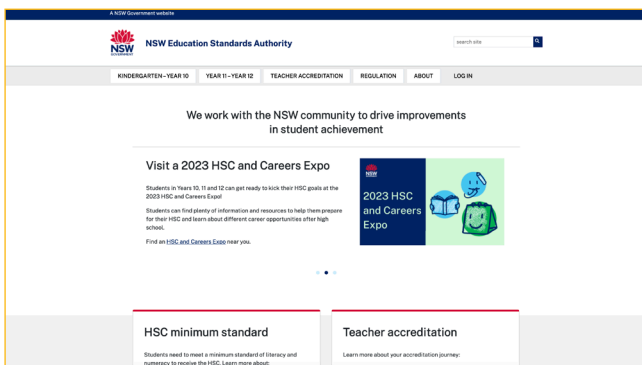 A NSW Government website
NSW
GOVERNMENT
NSW Education Standards Authority
search site
KINDERGARTEN–YEAR 10
YEAR 11–YEAR 12
TEACHER ACCREDITATION
REGULATION
ABOUT
LOG IN
We work with the NSW community to drive improvements
in student achievement
Visit a 2023 HSC and Careers Expo
Students in Years 10, 11 and 12 can get ready to kick their HSC goals at the
2023 HSC and Careers Expo!
Students can find plenty of information and resources to help them prepare
for their HSC and learn about different career opportunities after high
school.
Find an HSC and Careers Expo near you.
NSW
2023 HSC
and Careers
Expo
HSC minimum standard
Students need to meet a minimum standard of literacy and
numeracy to receive the HSC. Learn more about:
Teacher accreditation
Learn more about your accreditation journey: